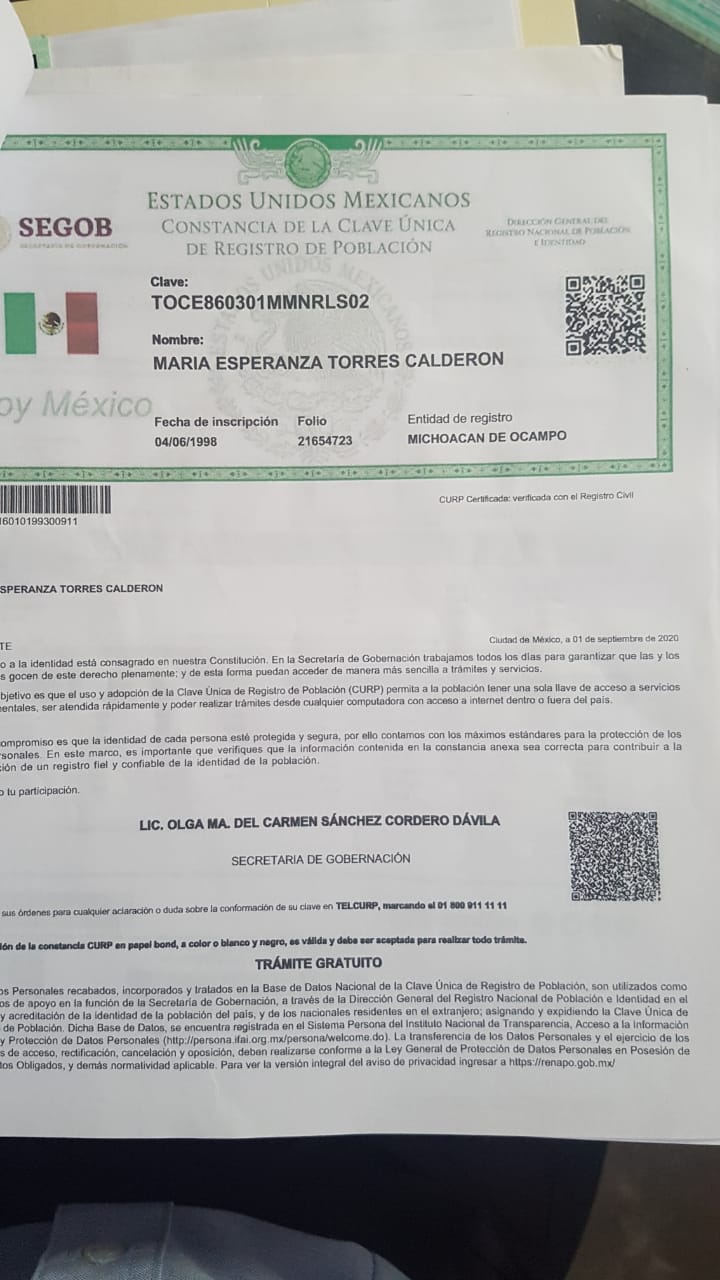 ESTADOS UNIDOS MEXICANOS
CONSTANCIA DE LA CLAVE ÚNICA
DE REGISTRO DE POBLACIÓN
SEGOB
SECRETARÍA DE GOBERNACIÓN
DIRECCIÓN GENERAL DEL
REGISTRO NACIONAL DE POBLACIÓN
E IDENTIDAD
Clave:
TOCE860301MMNRLS02
Nombre:
MARIA ESPERANZA TORRES CALDERON
oy México
Fecha de inscripción Folio Entidad de registro
04/06/1998 21654723 MICHOACAN DE OCAMPO
16010199300911
CURP Certificada: verificada con el Registro Civil
SPERANZA TORRES CALDERON
Ciudad de México, a 01 de septiembre de 2020
TE
o a la identidad está consagrado en nuestra Constitución. En la Secretaría de Gobernación trabajamos todos los días para garantizar que las y los
s gocen de este derecho plenamente; y de esta forma puedan acceder de manera más sencilla a trámites y servicios.
bjetivo es que el uso y adopción de la Clave Única de Registro de Población (CURP) permita a la población tener una sola llave de acceso a servicios
entales, ser atendida rápidamente y poder realizar trámites desde cualquier computadora con acceso a internet dentro o fuera del país.
ompromiso es que la identidad de cada persona esté protegida y segura, por ello contamos con los máximos estándares para la protección de los
rsonales. En este marco, es importante que verifiques que la información contenida en la constancia anexa sea correcta para contribuir a la
ión de un registro fiel y confiable de la identidad de la población.
o tu participación.
LIC. OLGA MA. DEL CARMEN SÁNCHEZ CORDERO DÁVILA
SECRETARIA DE GOBERNACIÓN
sus órdenes para cualquier aclaración o duda sobre la conformación de su clave en TELCURP, marcando el 01 800 911 11 11
ión de la constancia CURP en papel bond, a color o blanco y negro, es válida y debe ser aceptada para realizar todo trámite.
TRÁMITE GRATUITO
os Personales recabados, incorporados y tratados en la Base de Datos Nacional de la Clave Única de Registro de Población, son utilizados como
os de apoyo en la función de la Secretaría de Gobernación, a través de la Dirección General del Registro Nacional de Población e Identidad en el
y acreditación de la identidad de la población del país, y de los nacionales residentes en el extranjero; asignando y expidiendo la Clave Única de
de Población. Dicha Base de Datos, se encuentra registrada en el Sistema Persona del Instituto Nacional de Transparencia, Acceso a la Información
y Protección de Datos Personales (http://persona.ifai.org.mx/persona/welcome.do). La transferencia de los Datos Personales y el ejercicio de los
s de acceso, rectificación, cancelación y oposición, deben realizarse conforme a la Ley General de Protección de Datos Personales en Posesión de
tos Obligados, y demás normatividad aplicable. Para ver la versión integral del aviso de privacidad ingresar a https://renapo.gob.mx/